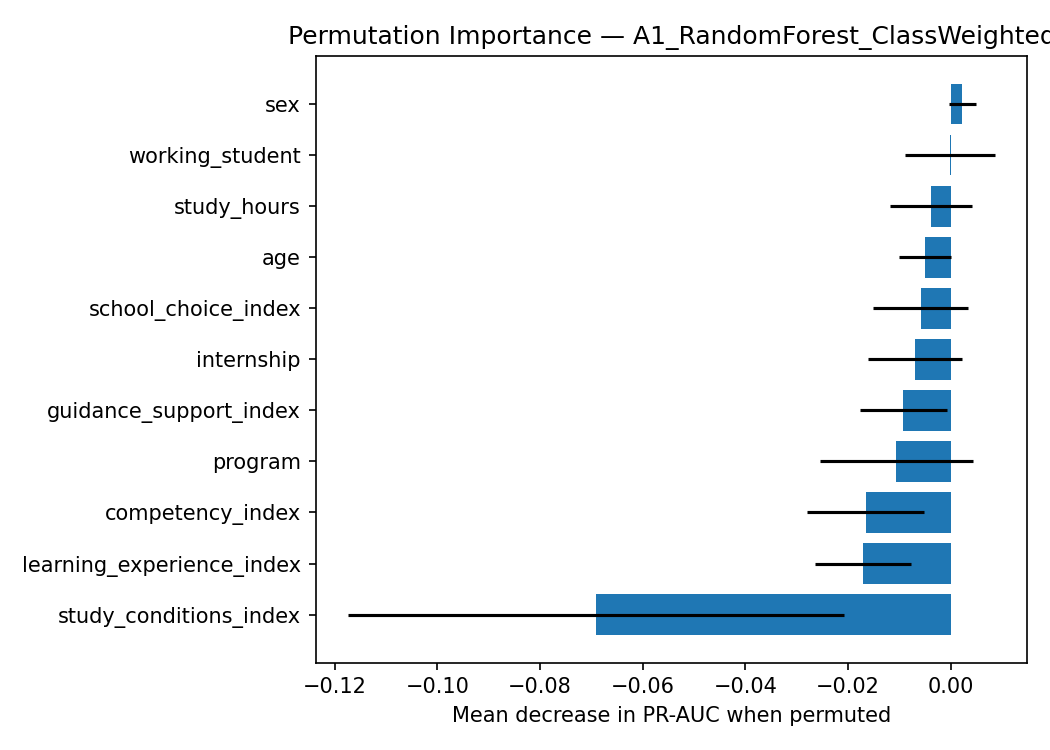 Permutation Importance — A1_RandomForest_ClassWeighted
sex
working_student
study_hours
age
school_choice_index
internship
guidance_support_index
program
competency_index
learning_experience_index
study_conditions_index
−0.12 −0.10 −0.08 −0.06 −0.04 −0.02 0.00
Mean decrease in PR-AUC when permuted